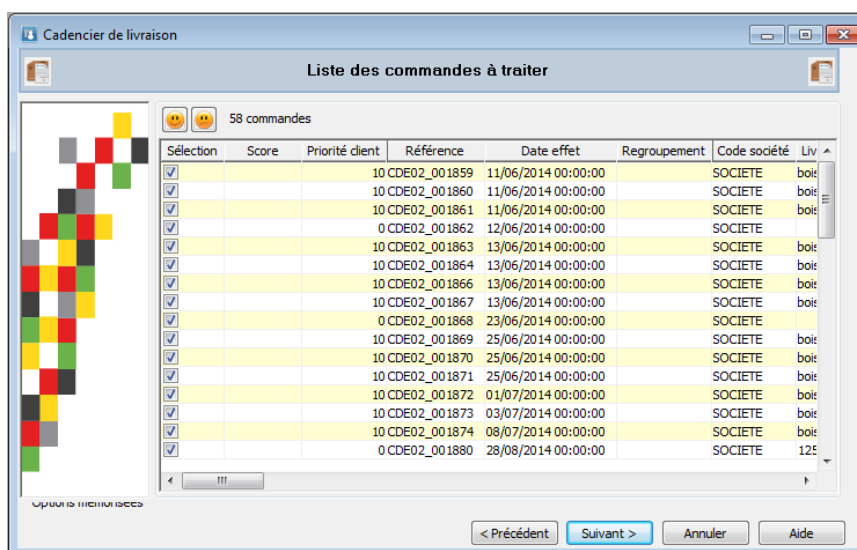 Cadencier de livraison
Liste des commandes à traiter
58 commandes
Sélection Score Priorité client Référence Date effet Regroupement Code société Liv
10 CDE02_001859 11/06/2014 00:00:00 SOCIETE bois
10 CDE02_001860 11/06/2014 00:00:00 SOCIETE bois
10 CDE02_001861 11/06/2014 00:00:00 SOCIETE bois
0 CDE02_001862 12/06/2014 00:00:00 SOCIETE
10 CDE02_001863 13/06/2014 00:00:00 SOCIETE bois
10 CDE02_001864 13/06/2014 00:00:00 SOCIETE bois
10 CDE02_001866 13/06/2014 00:00:00 SOCIETE bois
10 CDE02_001867 13/06/2014 00:00:00 SOCIETE bois
0 CDE02_001868 23/06/2014 00:00:00 SOCIETE
10 CDE02_001869 25/06/2014 00:00:00 SOCIETE bois
10 CDE02_001870 25/06/2014 00:00:00 SOCIETE bois
10 CDE02_001871 25/06/2014 00:00:00 SOCIETE bois
10 CDE02_001872 01/07/2014 00:00:00 SOCIETE bois
10 CDE02_001873 03/07/2014 00:00:00 SOCIETE bois
10 CDE02_001874 08/07/2014 00:00:00 SOCIETE bois
0 CDE02_001880 28/08/2014 00:00:00 SOCIETE 125
Options mémorisées
< Précédent Suivant > Annuler Aide